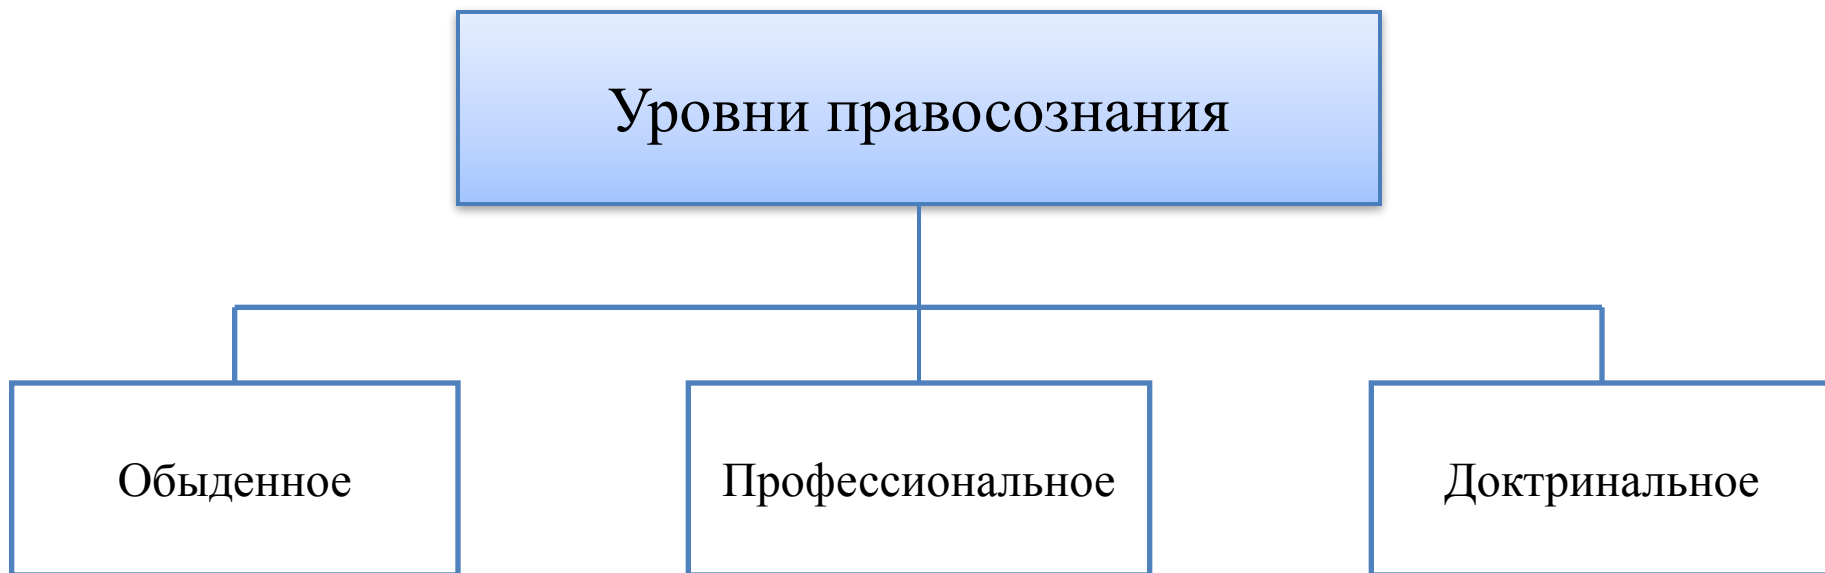 Уровни правосознания
Обыденное
Профессиональное
Доктринальное